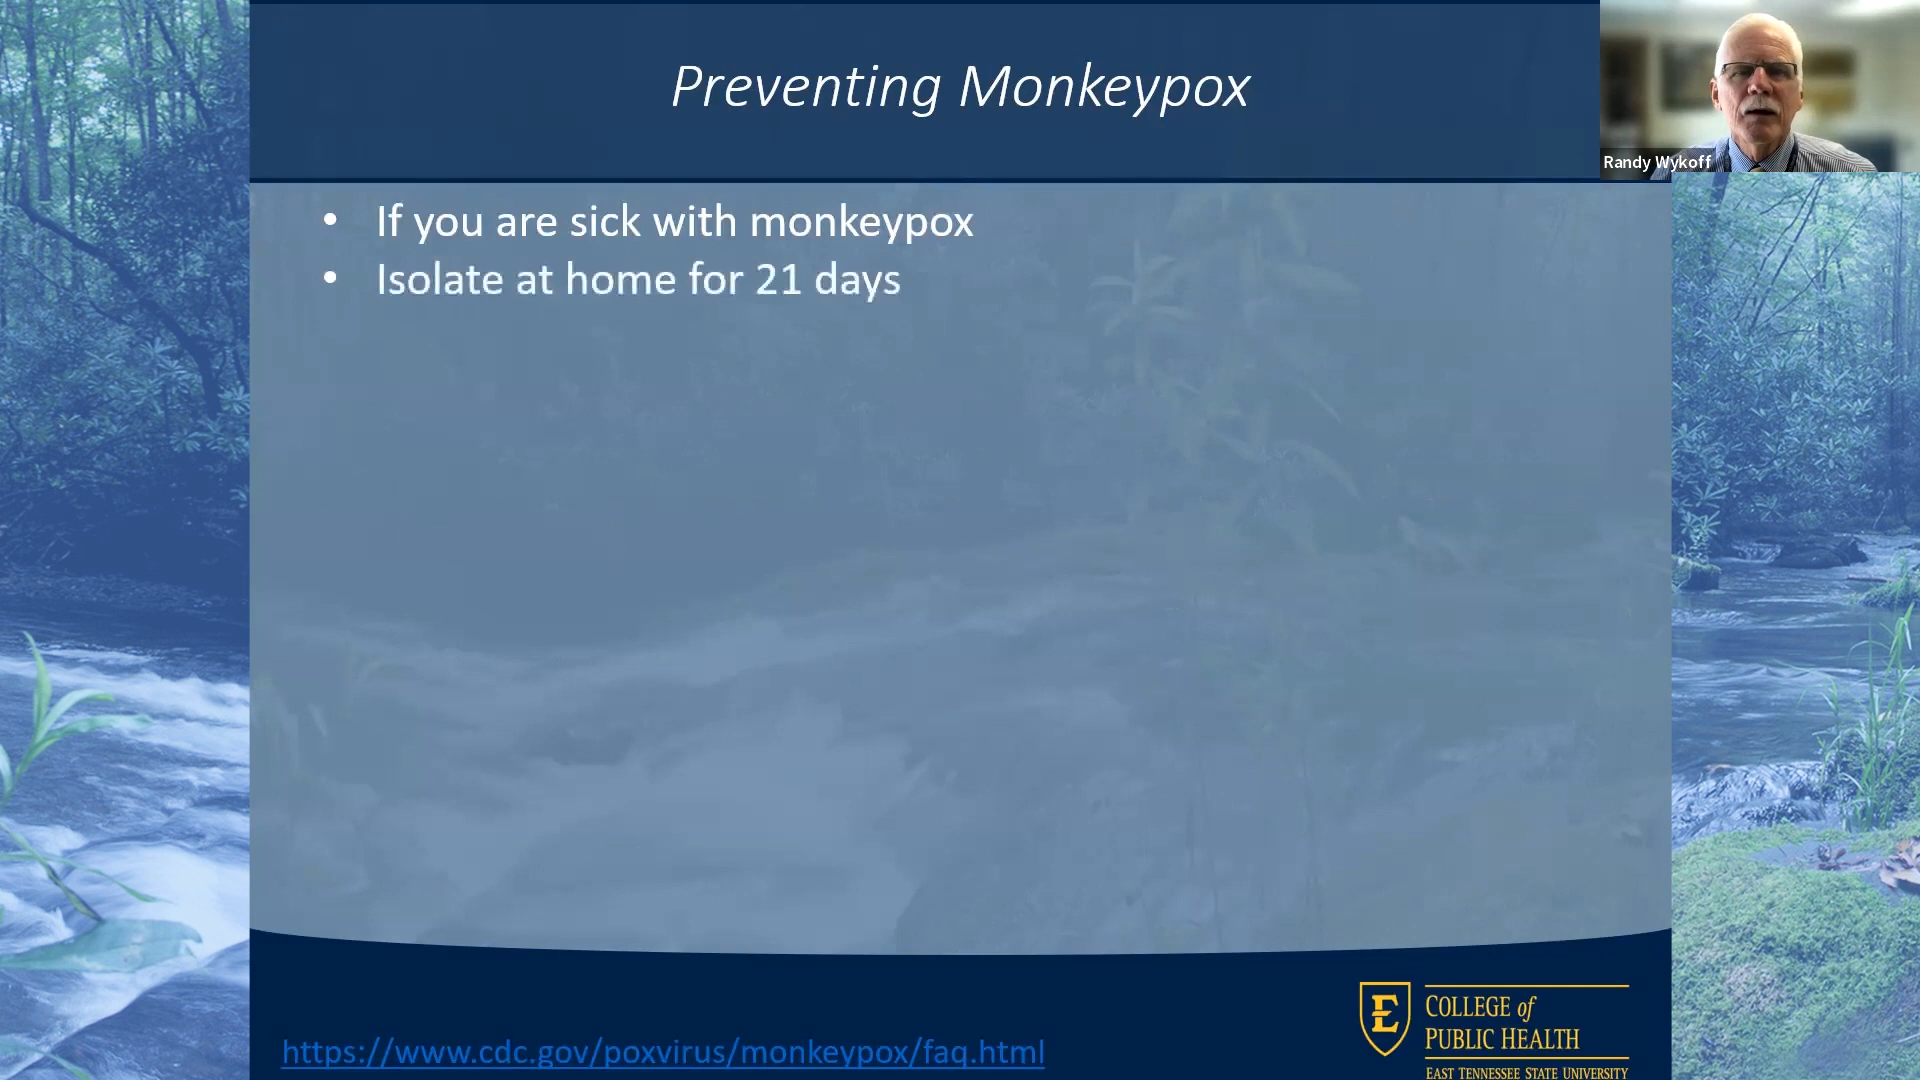 Preventing Monkeypox
Randy Wykoff
• If you are sick with monkeypox
• Isolate at home for 21 days
https://www.cdc.gov/poxvirus/monkeypox/faq.html
E
COLLEGE of
PUBLIC HEALTH
EAST TENNESSEE STATE UNIVERSITY